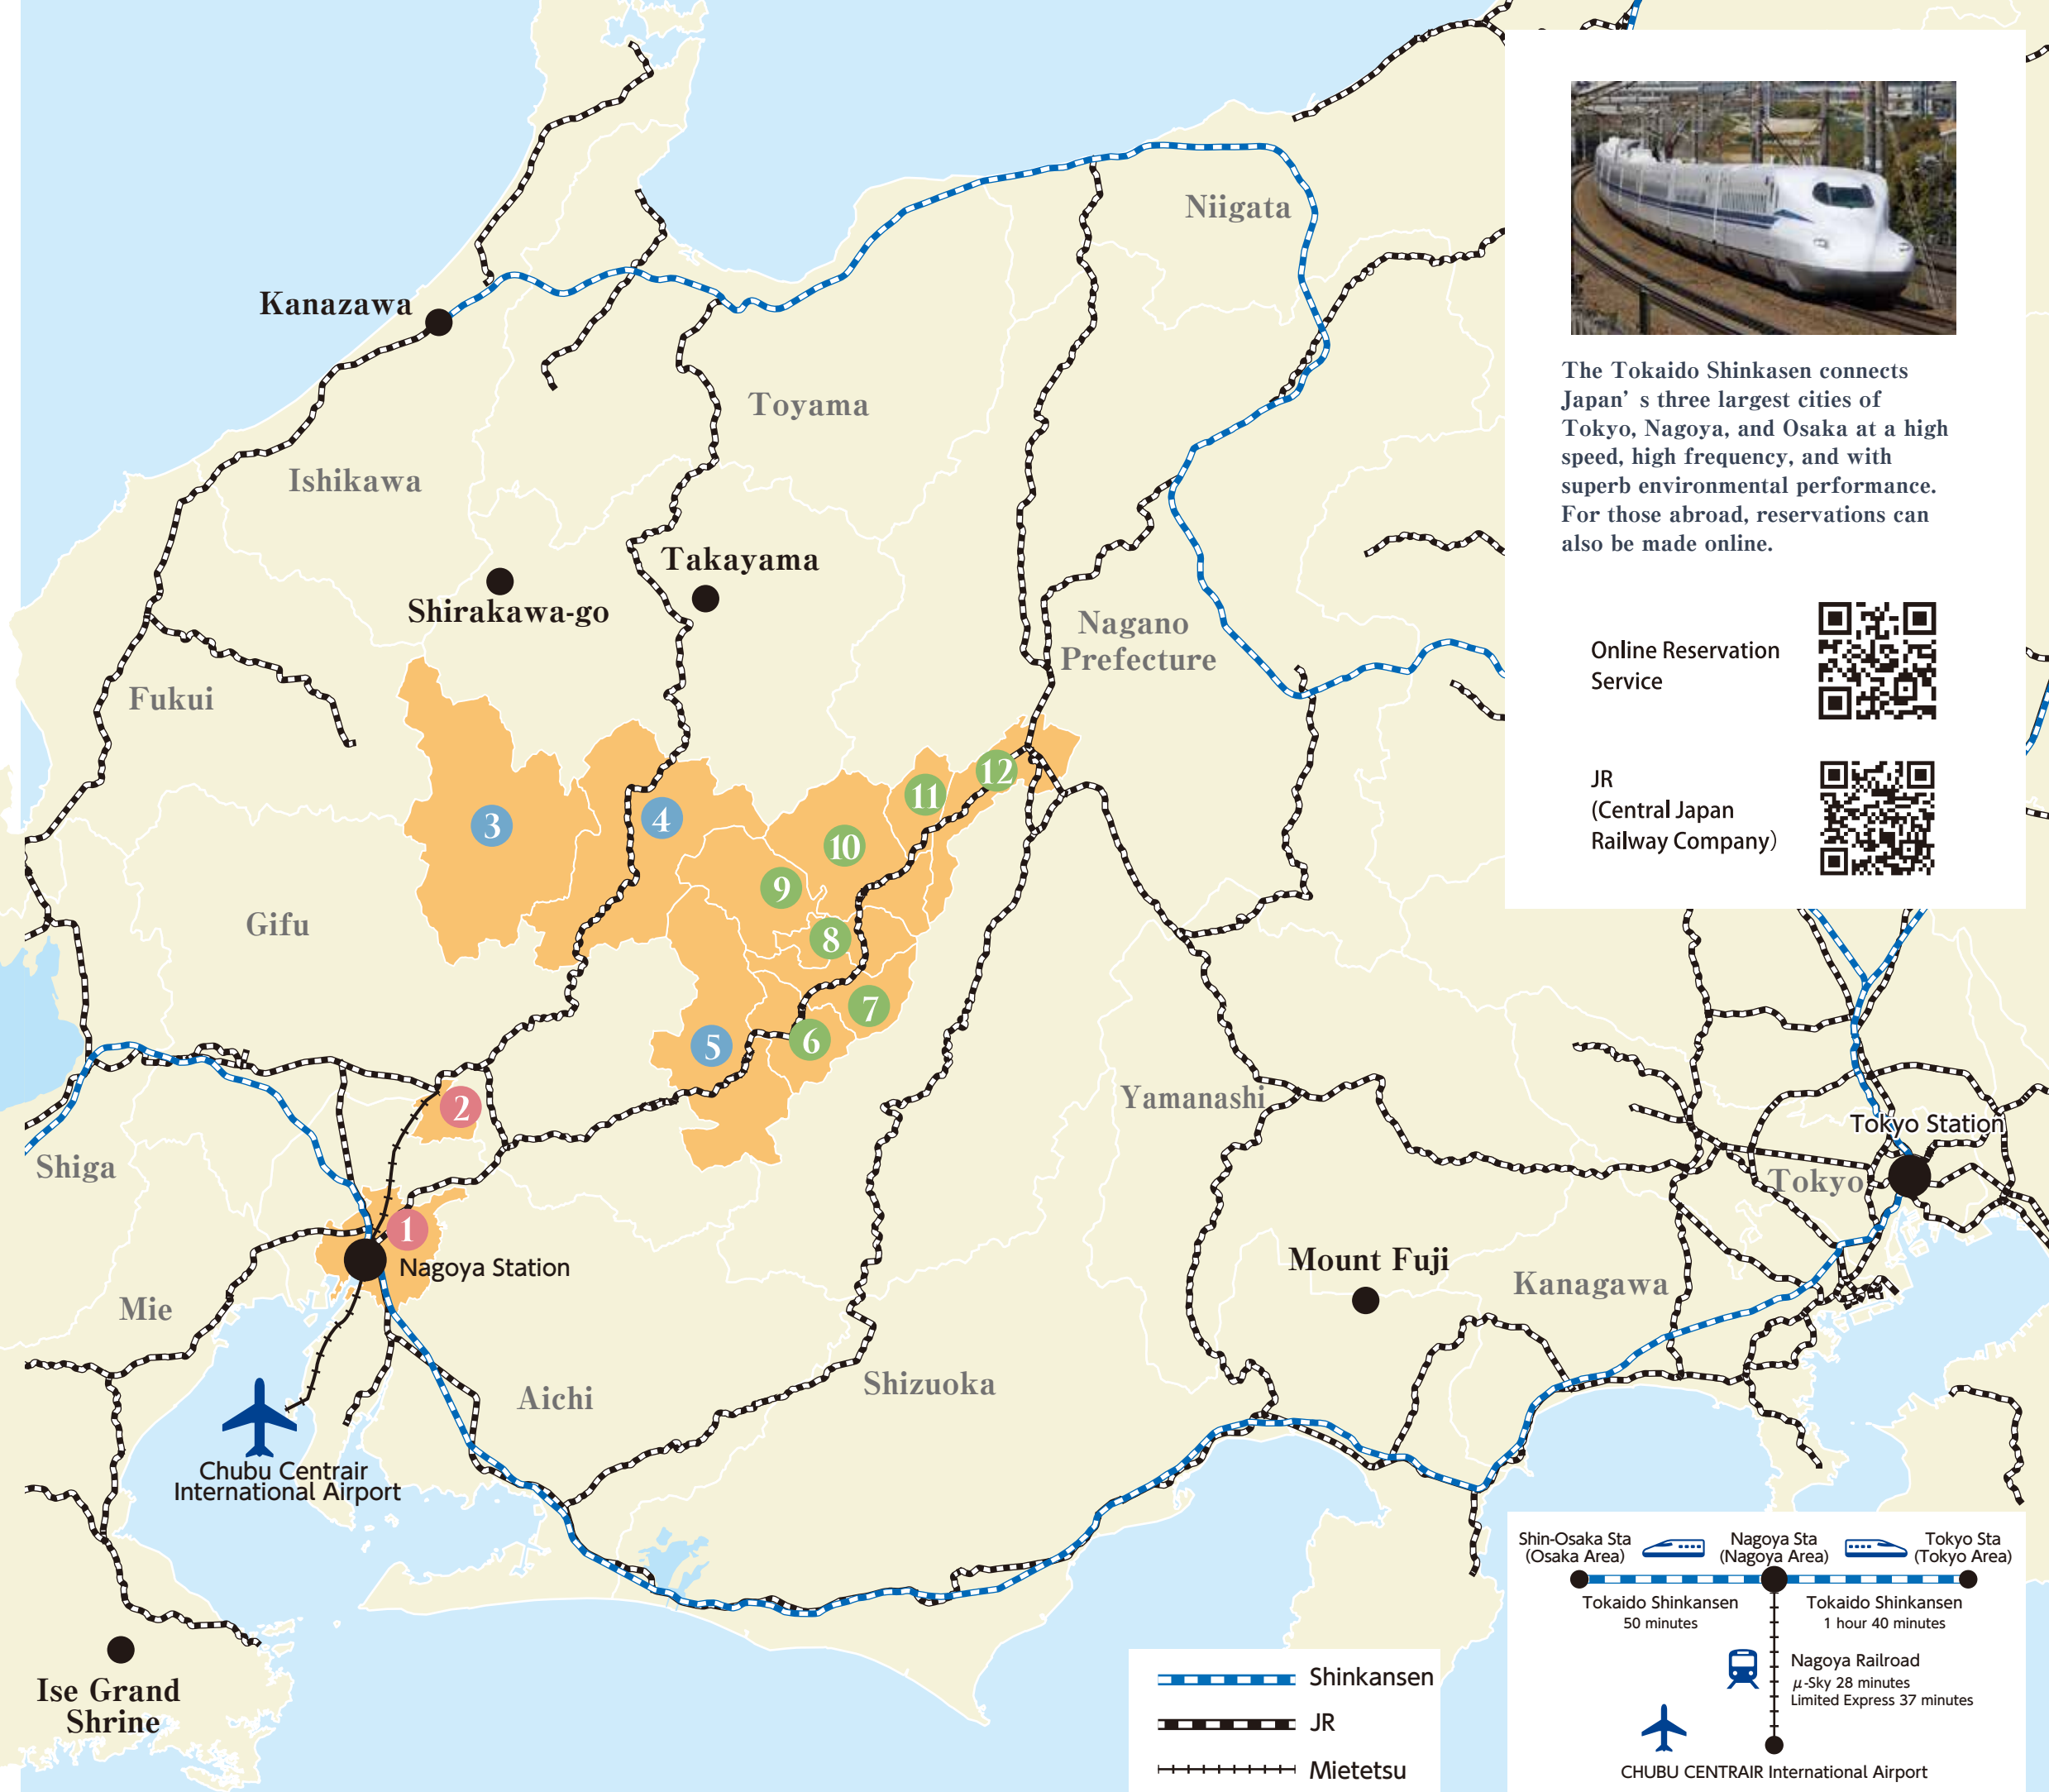 Niigata
Kanazawa
Toyama
Ishikawa
Takayama
Shirakawa-go
Nagano
Prefecture
Fukui
12
11
3
4
10
9
Gifu
8
7
6
5
Yamanashi
2
Tokyo Station
Shiga
Tokyo
1
Nagoya Station
Mount Fuji
Kanagawa
Mie
Shizuoka
Aichi
Chubu Centrair
International Airport
Ise Grand
Shrine
The Tokaido Shinkasen connects
Japan’ s three largest cities of
Tokyo, Nagoya, and Osaka at a high
speed, high frequency, and with
superb environmental performance.
For those abroad, reservations can
also be made online.
Online Reservation
Service
JR
(Central Japan
Railway Company)
Shinkansen
JR
Mietetsu
Shin-Osaka Sta
(Osaka Area)
Nagoya Sta
(Nagoya Area)
Tokyo Sta
(Tokyo Area)
Tokaido Shinkansen
50 minutes
Tokaido Shinkansen
1 hour 40 minutes
Nagoya Railroad
μ-Sky 28 minutes
Limited Express 37 minutes
CHUBU CENTRAIR International Airport